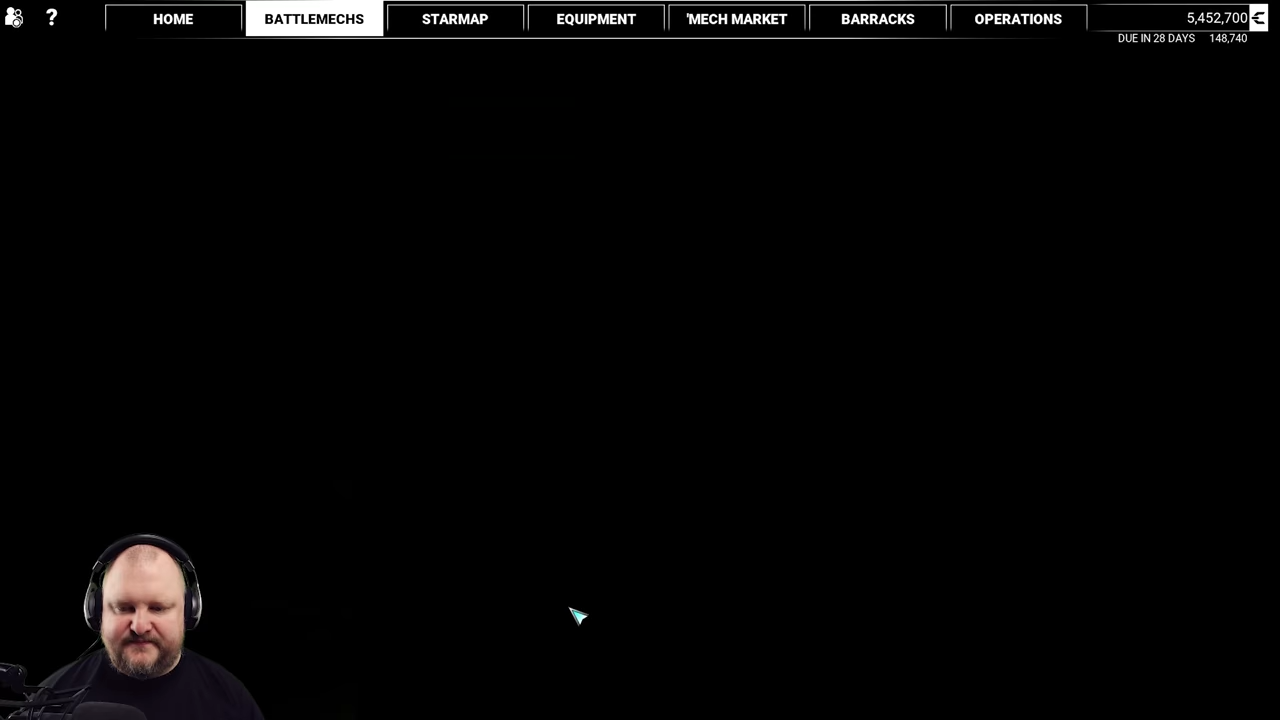 ?
HOME
BATTLEMECHS
STARMAP
EQUIPMENT
'MECH MARKET
BARRACKS
OPERATIONS
5,452,700
DUE IN 28 DAYS 148,740